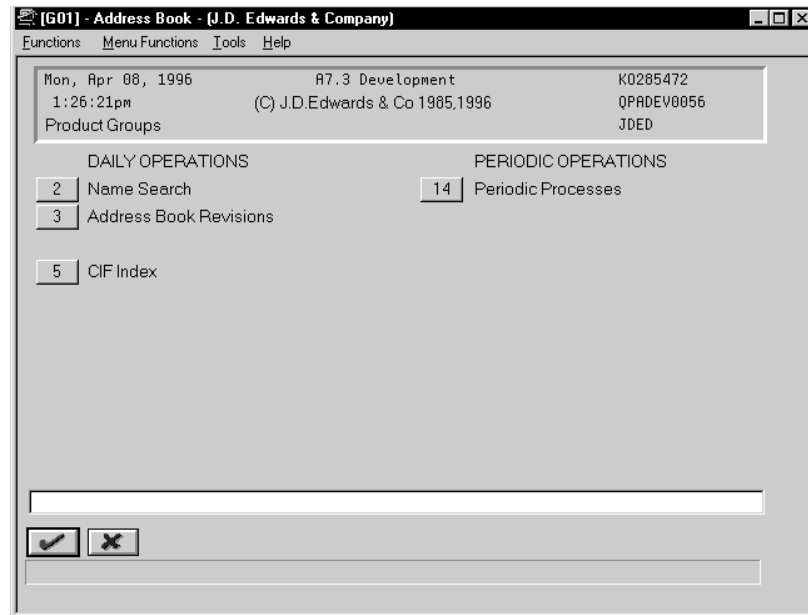 [G01] - Address Book - (J.D. Edwards & Company)
Functions Menu Functions Tools Help
Mon, Apr 08, 1996 A7.3 Development KO285472
1:26:21pm (C) J.D.Edwards & Co 1985,1996 QPADEV0056
Product Groups JDED
DAILY OPERATIONS PERIODIC OPERATIONS
2 Name Search 14 Periodic Processes
3 Address Book Revisions
5 CIF Index